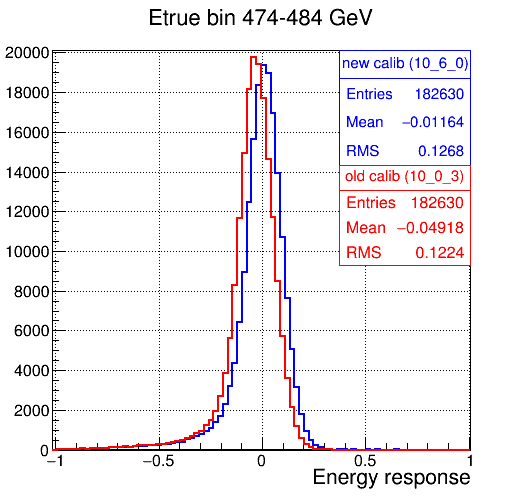 Etrue bin 474-484 GeV
20000
18000
16000
14000
12000
10000
8000
6000
4000
2000
0
−1
−0.5
0
0.5
1
Energy response
new calib (10_6_0)
Entries 182630
Mean −0.01164
RMS 0.1268
old calib (10_0_3)
Entries 182630
Mean −0.04918
RMS 0.1224